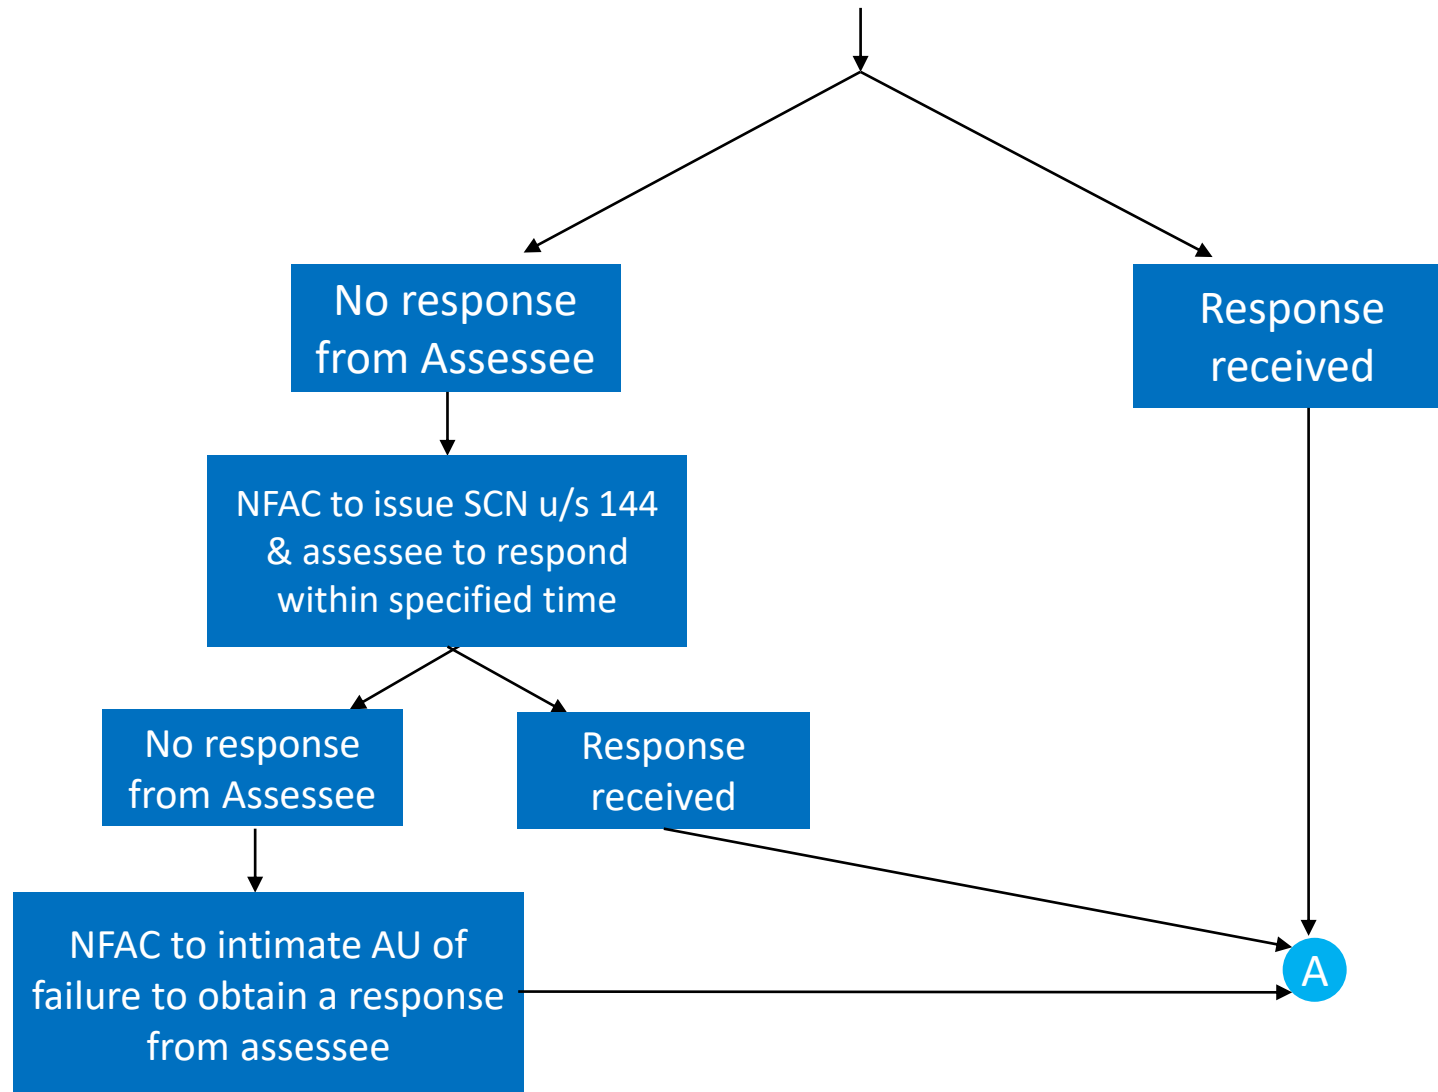 No response
from Assessee
Response
received
NFAC to issue SCN u/s 144
& assessee to respond
within specified time
No response
from Assessee
Response
received
NFAC to intimate AU of
failure to obtain a response
from assessee
A